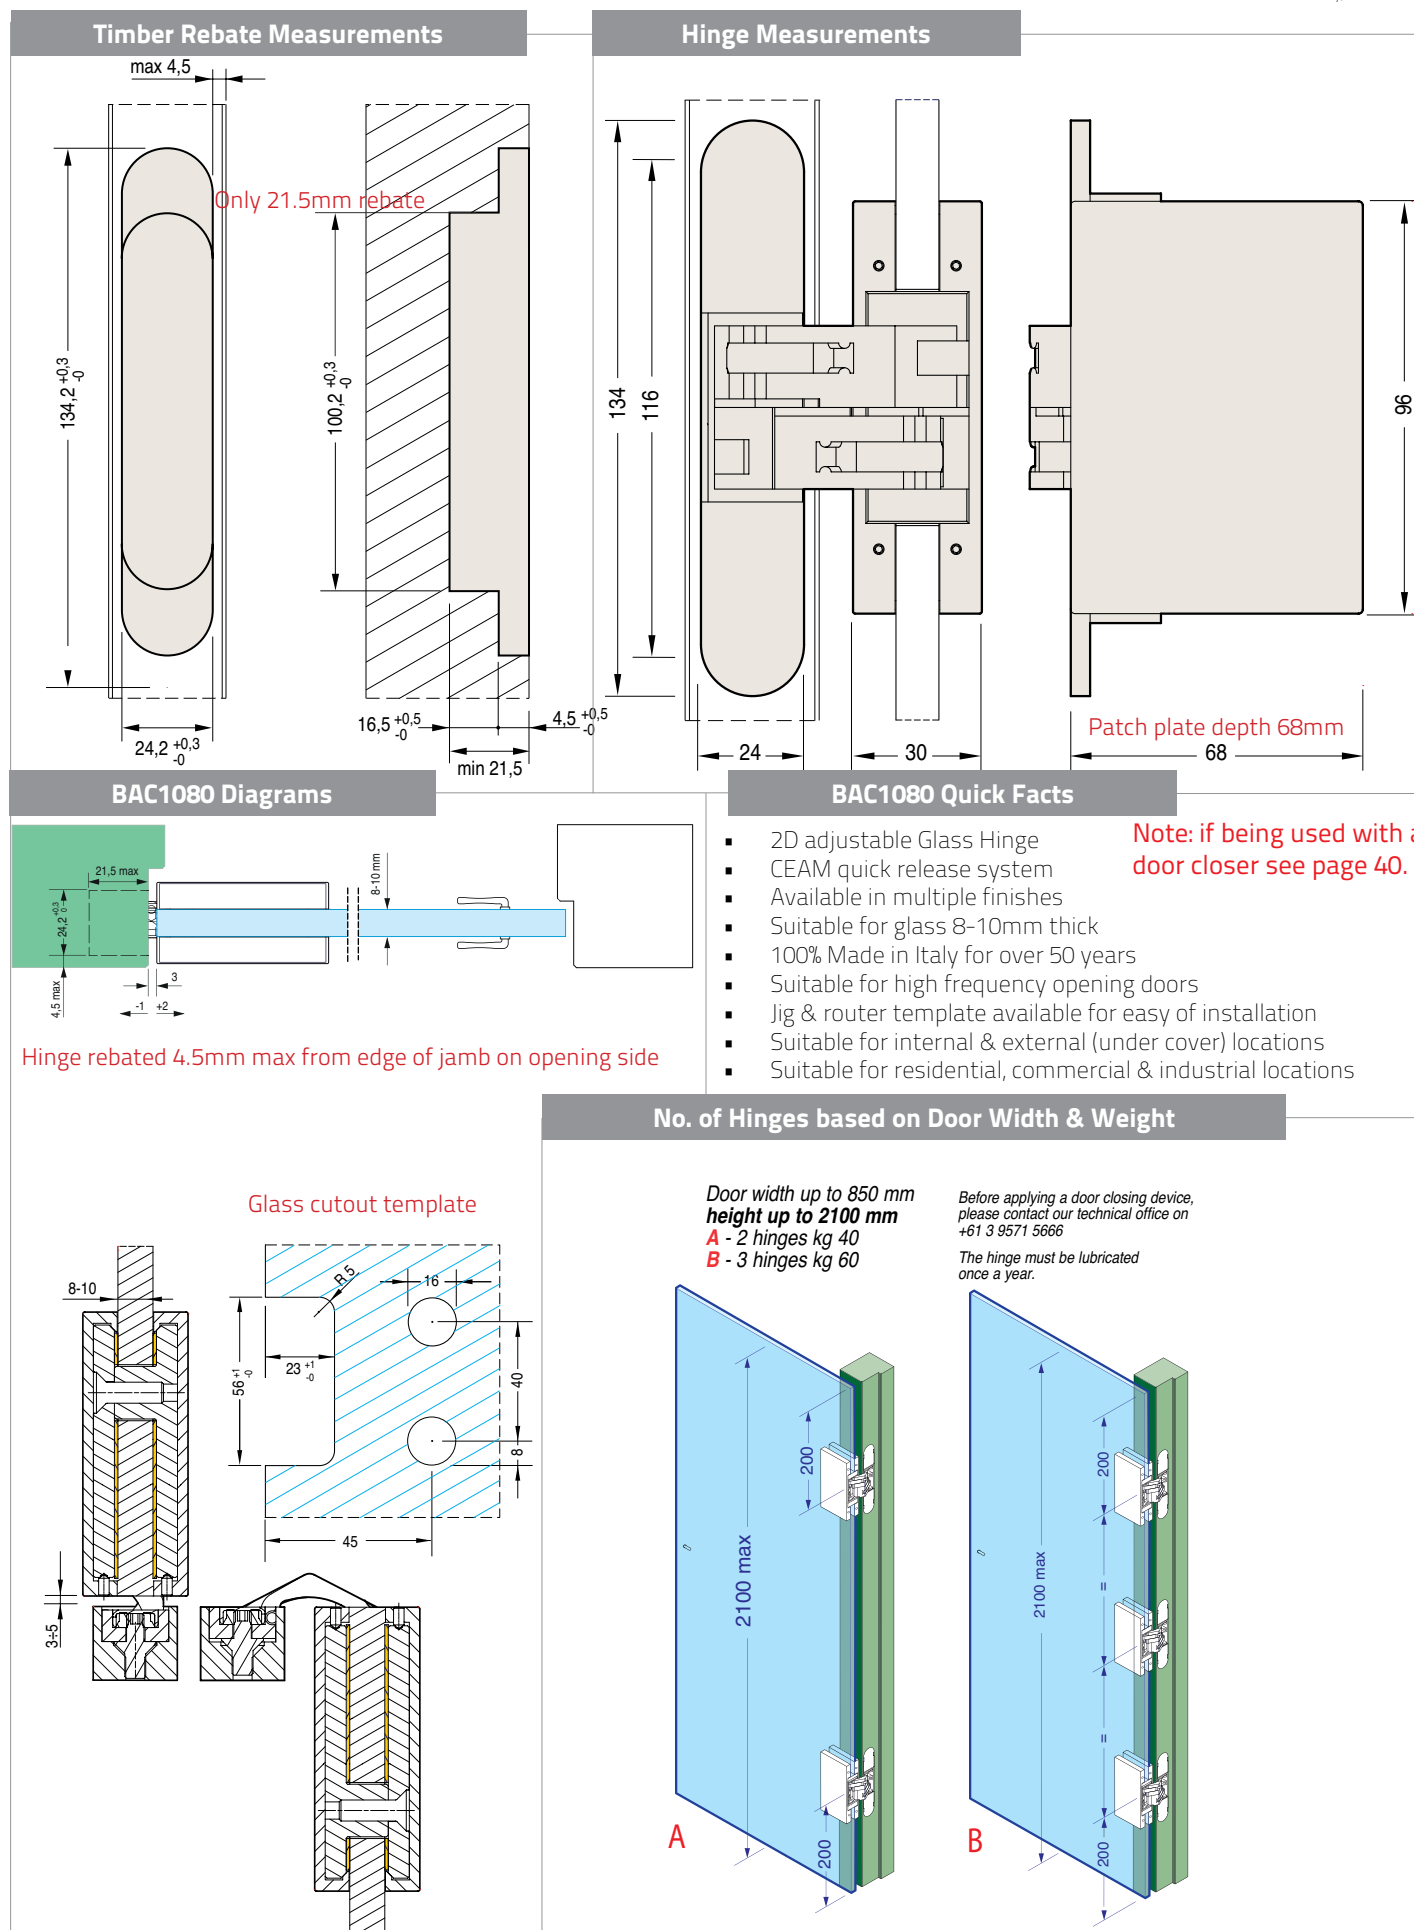 Timber Rebate Measurements
max 4,5
Only 21.5mm rebate
134,2 +0,3 -0
100,2 +0,3 -0
24,2 +0,3 -0
16,5 +0,5 -0
4,5 +0,5 -0
min 21,5
Hinge Measurements
134
116
96
24
30
Patch plate depth 68mm
68
BAC1080 Diagrams
21,5 max
24,2 +0,3 0
4,5 max
3
-1 +2
8-10 mm
Hinge rebated 4.5mm max from edge of jamb on opening side
BAC1080 Quick Facts
Note: if being used with a
door closer see page 40.
▪ 2D adjustable Glass Hinge
▪ CEAM quick release system
▪ Available in multiple finishes
▪ Suitable for glass 8-10mm thick
▪ 100% Made in Italy for over 50 years
▪ Suitable for high frequency opening doors
▪ Jig & router template available for easy of installation
▪ Suitable for internal & external (under cover) locations
▪ Suitable for residential, commercial & industrial locations
Glass cutout template
8-10
R 5
16
56 +1 -0
23 +1 -0
40
8
45
3÷5
No. of Hinges based on Door Width & Weight
Door width up to 850 mm
height up to 2100 mm
A - 2 hinges kg 40
B - 3 hinges kg 60
Before applying a door closing device,
please contact our technical office on
+61 3 9571 5666
The hinge must be lubricated
once a year.
200
2100 max
200
A
200
=
2100 max
=
200
B